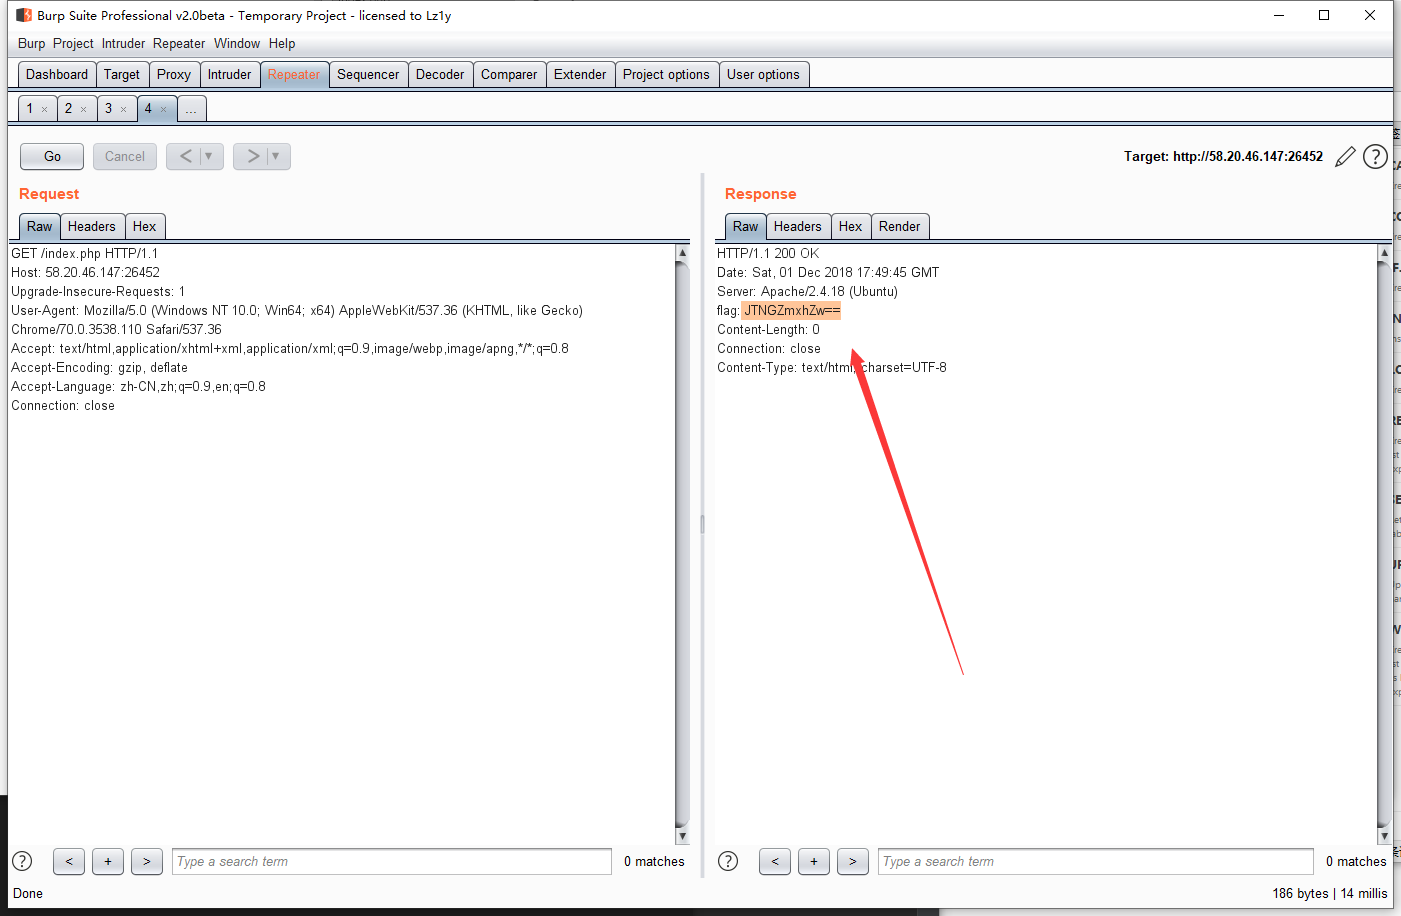 Burp Suite Professional v2.0beta - Temporary Project - licensed to Lz1y
Burp Project Intruder Repeater Window Help
Dashboard Target Proxy Intruder Repeater Sequencer Decoder Comparer Extender Project options User options
1 × 2 × 3 × 4 × ...
Go Cancel < ▼ > ▼ Target: http://58.20.46.147:26452 ?
Request
Raw Headers Hex
GET /index.php HTTP/1.1
Host: 58.20.46.147:26452
Upgrade-Insecure-Requests: 1
User-Agent: Mozilla/5.0 (Windows NT 10.0; Win64; x64) AppleWebKit/537.36 (KHTML, like Gecko)
Chrome/70.0.3538.110 Safari/537.36
Accept: text/html,application/xhtml+xml,application/xml;q=0.9,image/webp,image/apng,*/*;q=0.8
Accept-Encoding: gzip, deflate
Accept-Language: zh-CN,zh;q=0.9,en;q=0.8
Connection: close
? < + > Type a search term 0 matches
Response
Raw Headers Hex Render
HTTP/1.1 200 OK
Date: Sat, 01 Dec 2018 17:49:45 GMT
Server: Apache/2.4.18 (Ubuntu)
flag: JTNGZmxhZw==
Content-Length: 0
Connection: close
Content-Type: text/html; charset=UTF-8
? < + > Type a search term 0 matches
Done 186 bytes | 14 millis